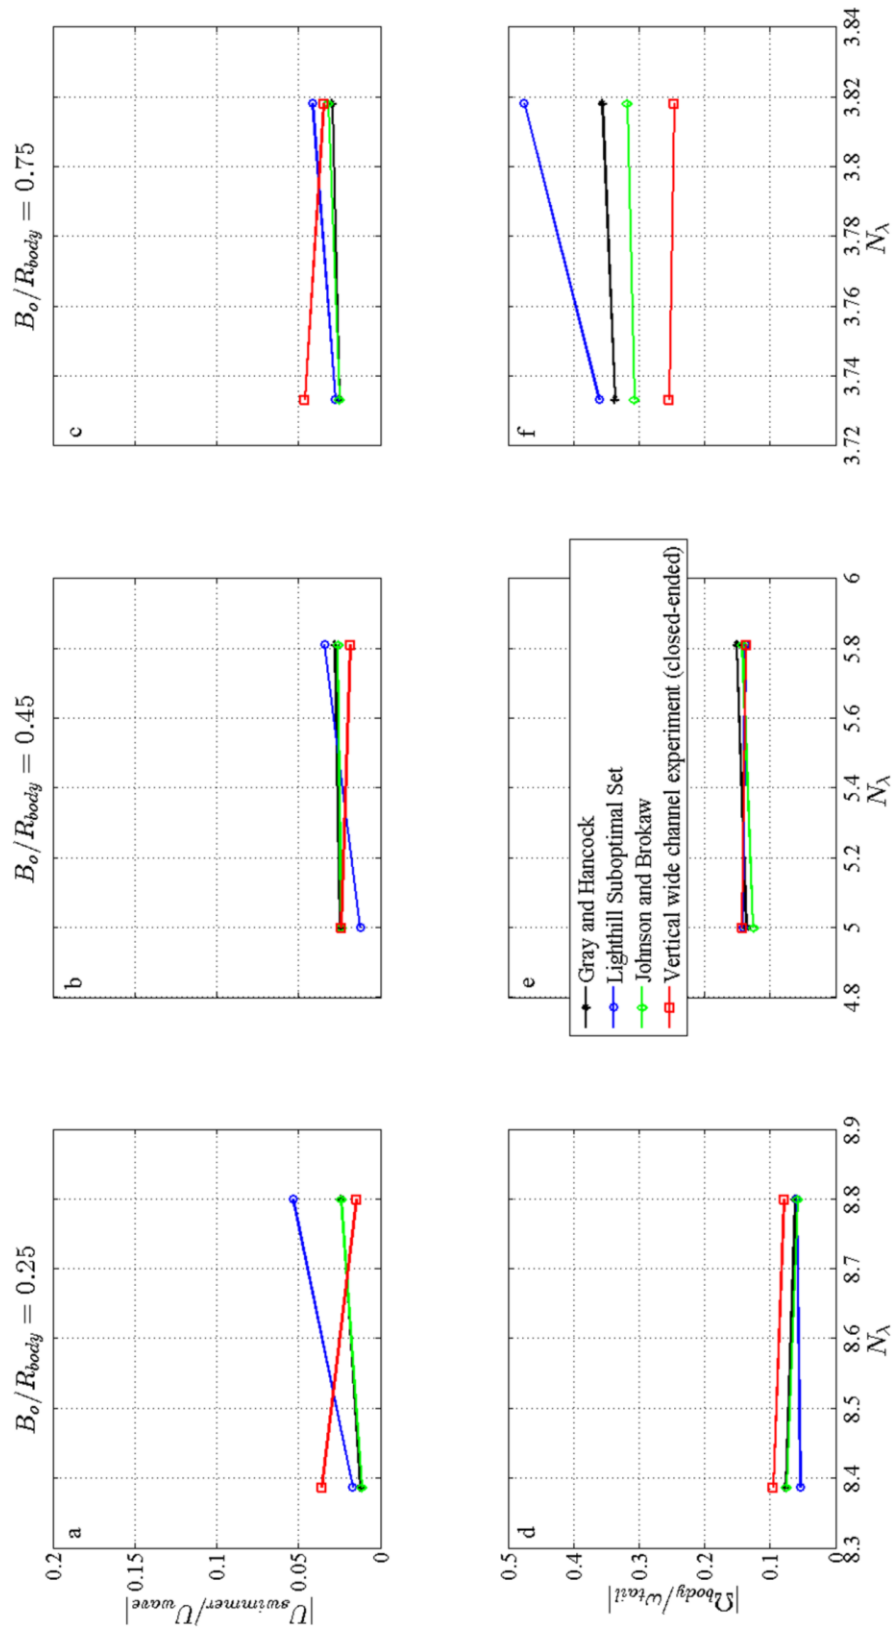 B_o/R_body = 0.25
B_o/R_body = 0.45
B_o/R_body = 0.75
a
b
c
|U_swimmer/U_wave|
0.2
0.15
0.1
0.05
0
d
e
f
|Ω_body/ω_tail|
0.5
0.4
0.3
0.2
0.1
0
Gray and Hancock
Lighthill Suboptimal Set
Johnson and Brokaw
Vertical wide channel experiment (closed-ended)
8.3 8.4 8.5 8.6 8.7 8.8 8.9
4.8 5 5.2 5.4 5.6 5.8 6
3.72 3.74 3.76 3.78 3.8 3.82 3.84
N_λ
N_λ
N_λ